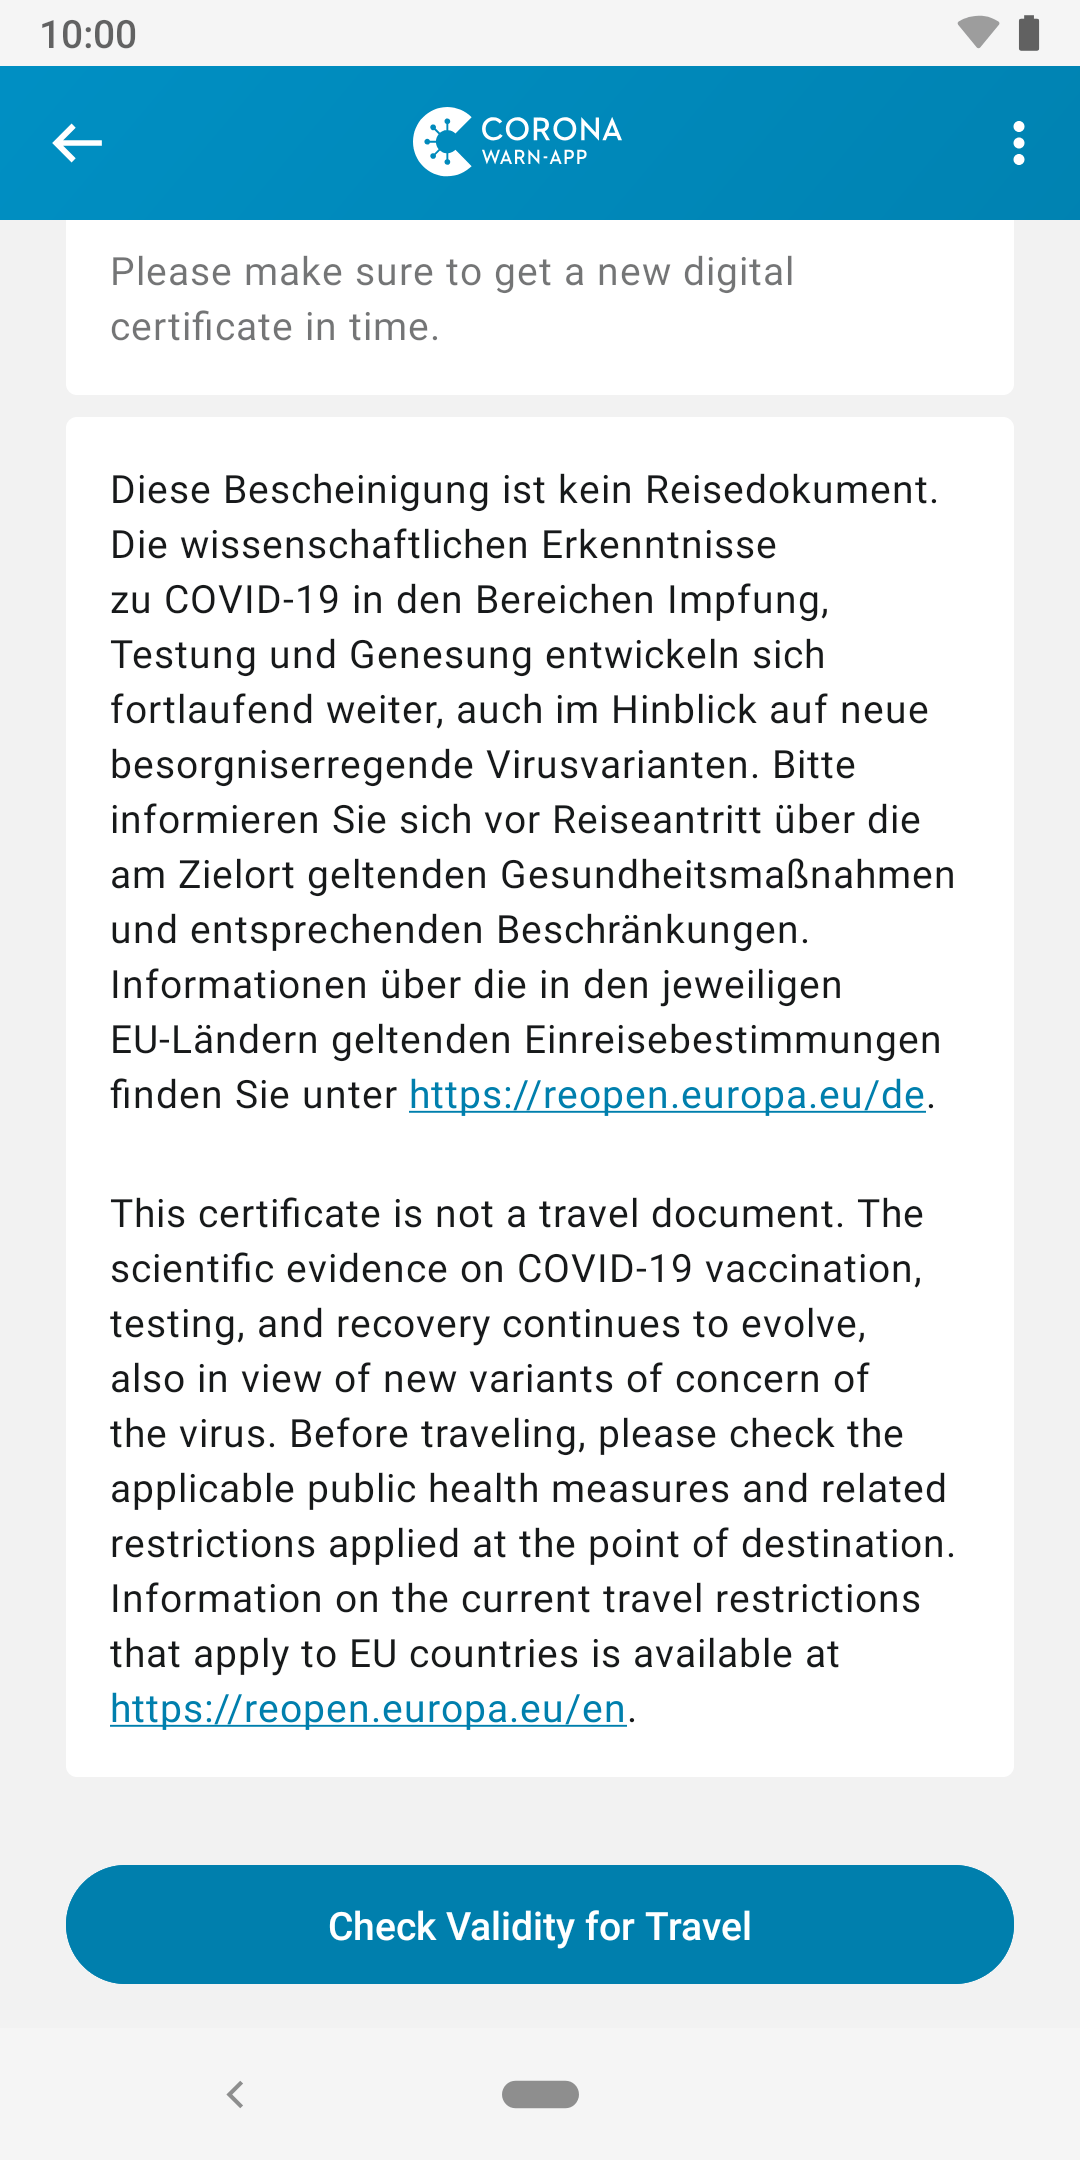 10:00
CORONA
WARN-APP
Please make sure to get a new digital
certificate in time.
Diese Bescheinigung ist kein Reisedokument.
Die wissenschaftlichen Erkenntnisse
zu COVID-19 in den Bereichen Impfung,
Testung und Genesung entwickeln sich
fortlaufend weiter, auch im Hinblick auf neue
besorgniserregende Virusvarianten. Bitte
informieren Sie sich vor Reiseantritt über die
am Zielort geltenden Gesundheitsmaßnahmen
und entsprechenden Beschränkungen.
Informationen über die in den jeweiligen
EU-Ländern geltenden Einreisebestimmungen
finden Sie unter https://reopen.europa.eu/de.
This certificate is not a travel document. The
scientific evidence on COVID-19 vaccination,
testing, and recovery continues to evolve,
also in view of new variants of concern of
the virus. Before traveling, please check the
applicable public health measures and related
restrictions applied at the point of destination.
Information on the current travel restrictions
that apply to EU countries is available at
https://reopen.europa.eu/en.
Check Validity for Travel